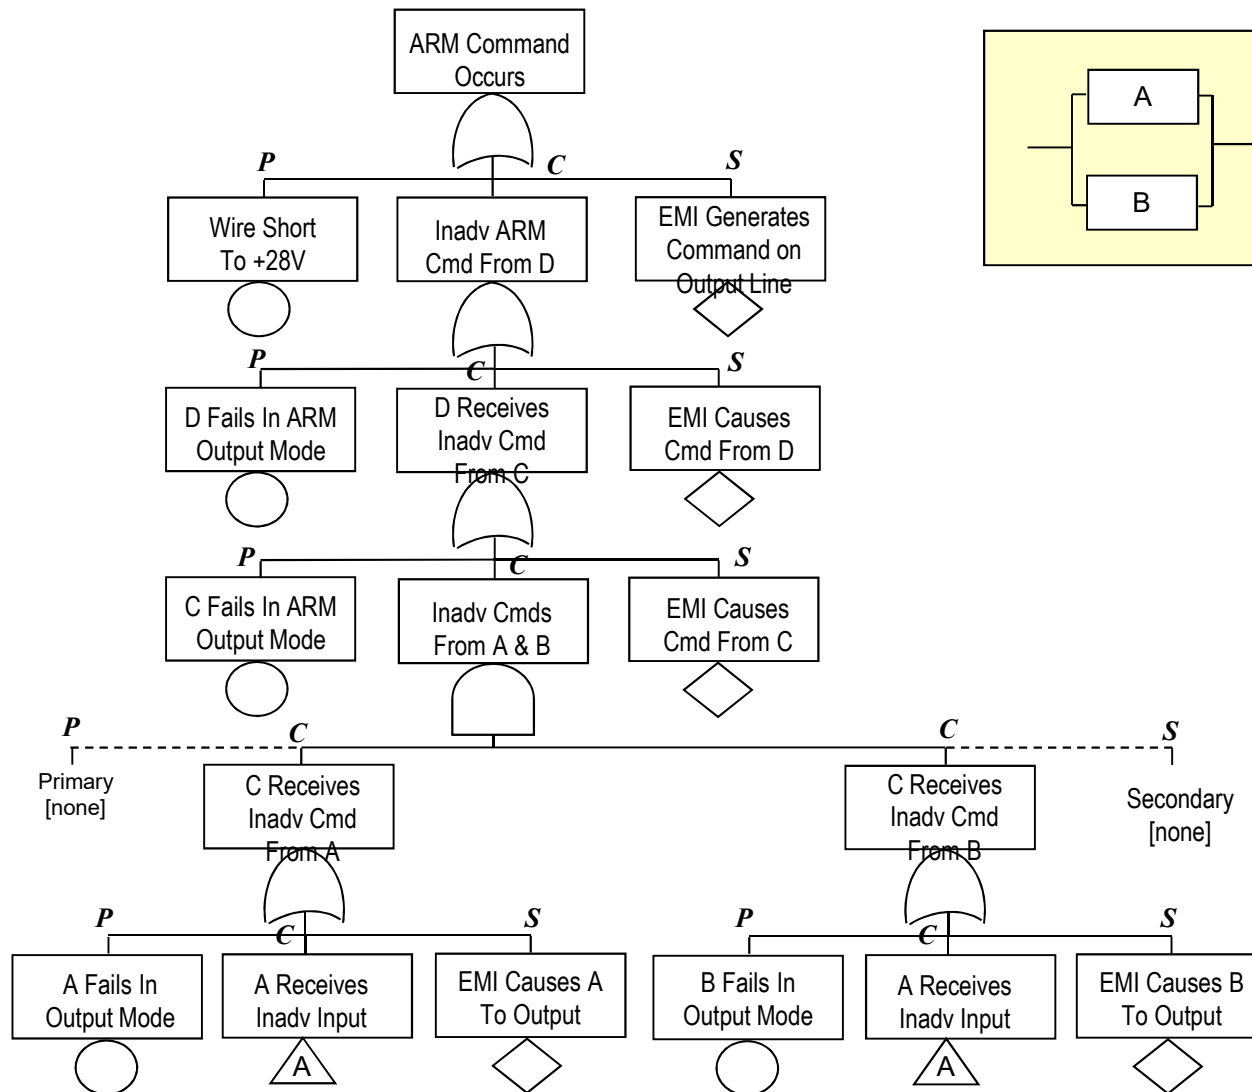 ARM Command
Occurs
A
B
P
C
S
Wire Short
To +28V
Inadv ARM
Cmd From D
EMI Generates
Command on
Output Line
P
C
S
D Fails In ARM
Output Mode
D Receives
Inadv Cmd
From C
EMI Causes
Cmd From D
P
C
S
C Fails In ARM
Output Mode
Inadv Cmds
From A & B
EMI Causes
Cmd From C
P
C
C
S
Primary
[none]
C Receives
Inadv Cmd
From A
C Receives
Inadv Cmd
From B
Secondary
[none]
P
C
S
P
C
S
A Fails In
Output Mode
A Receives
Inadv Input
EMI Causes A
To Output
B Fails In
Output Mode
A Receives
Inadv Input
EMI Causes B
To Output
A
A